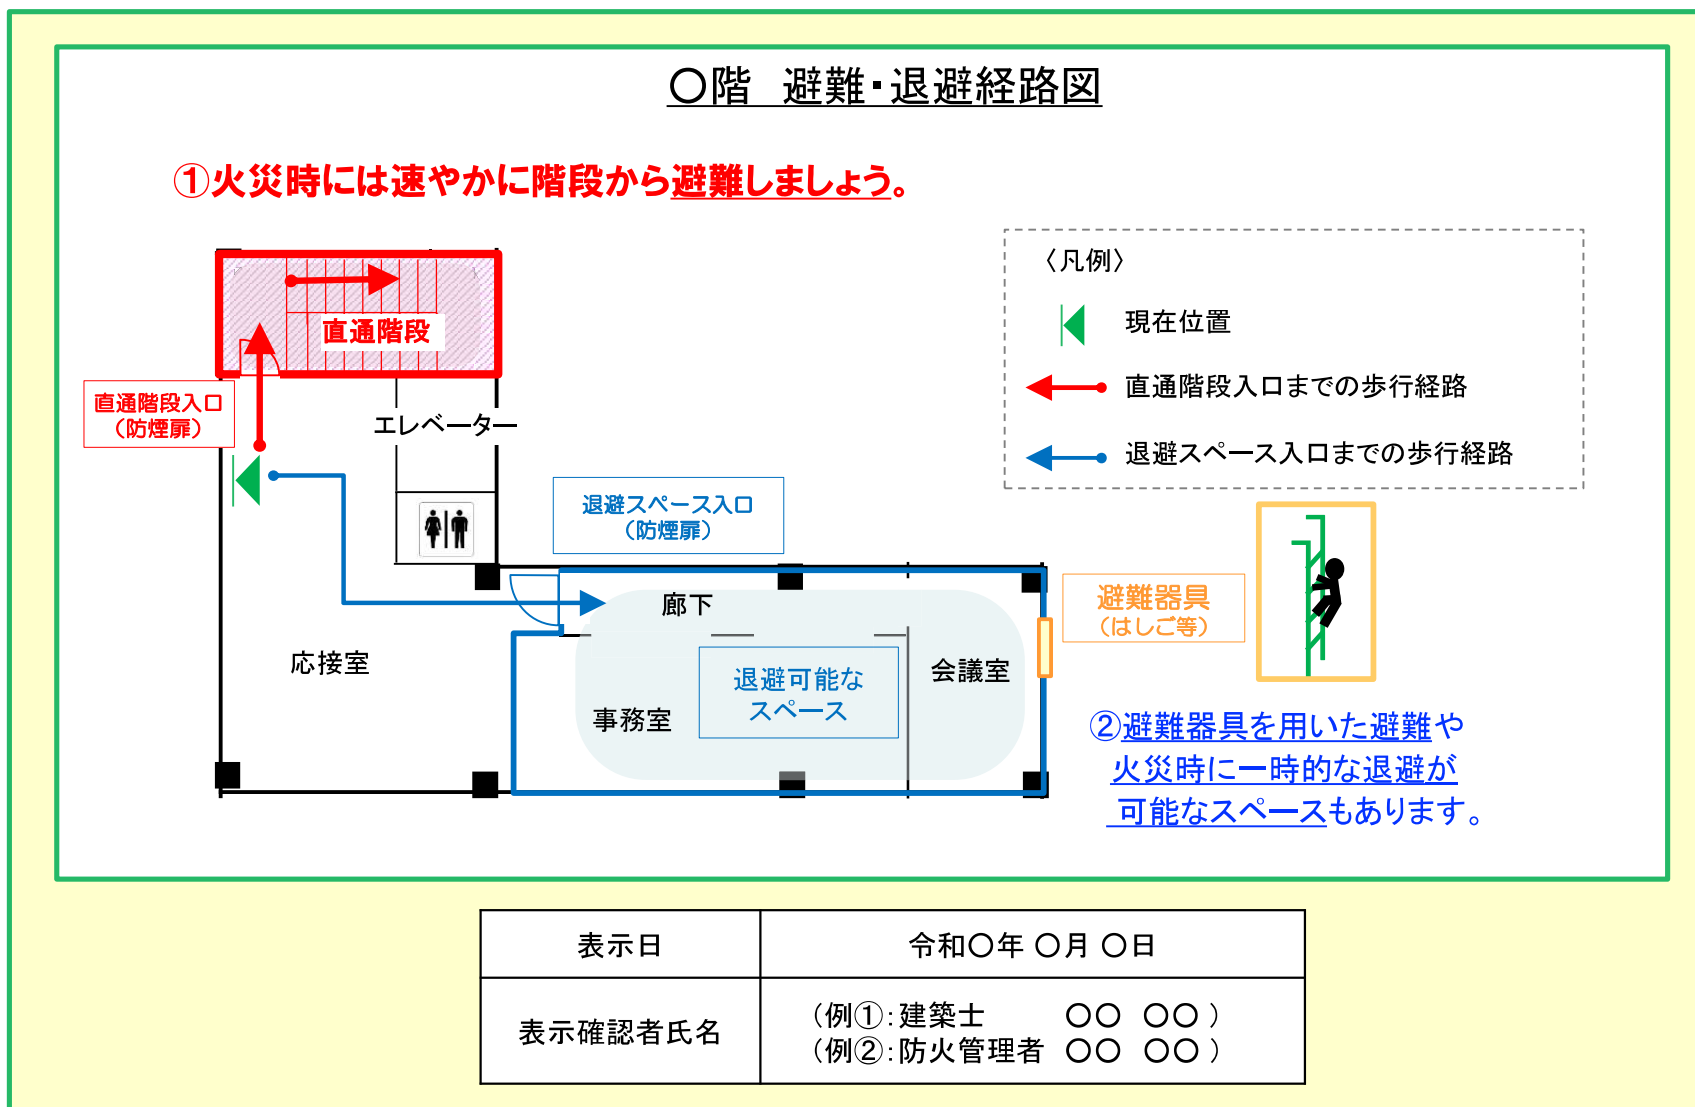 〇階　避難・退避経路図
①火災時には速やかに階段から避難しましょう。
〈凡例〉
現在位置
直通階段入口までの歩行経路
退避スペース入口までの歩行経路
直通階段
直通階段入口
（防煙扉）
エレベーター
退避スペース入口
（防煙扉）
廊下
応接室
退避可能な
スペース
事務室
会議室
避難器具
（はしご等）
②避難器具を用いた避難や
火災時に一時的な退避が
可能なスペースもあります。
表示日
令和〇年 〇月 〇日
表示確認者氏名
（例①：建築士　　〇〇　〇〇）
（例②：防火管理者　〇〇　〇〇）